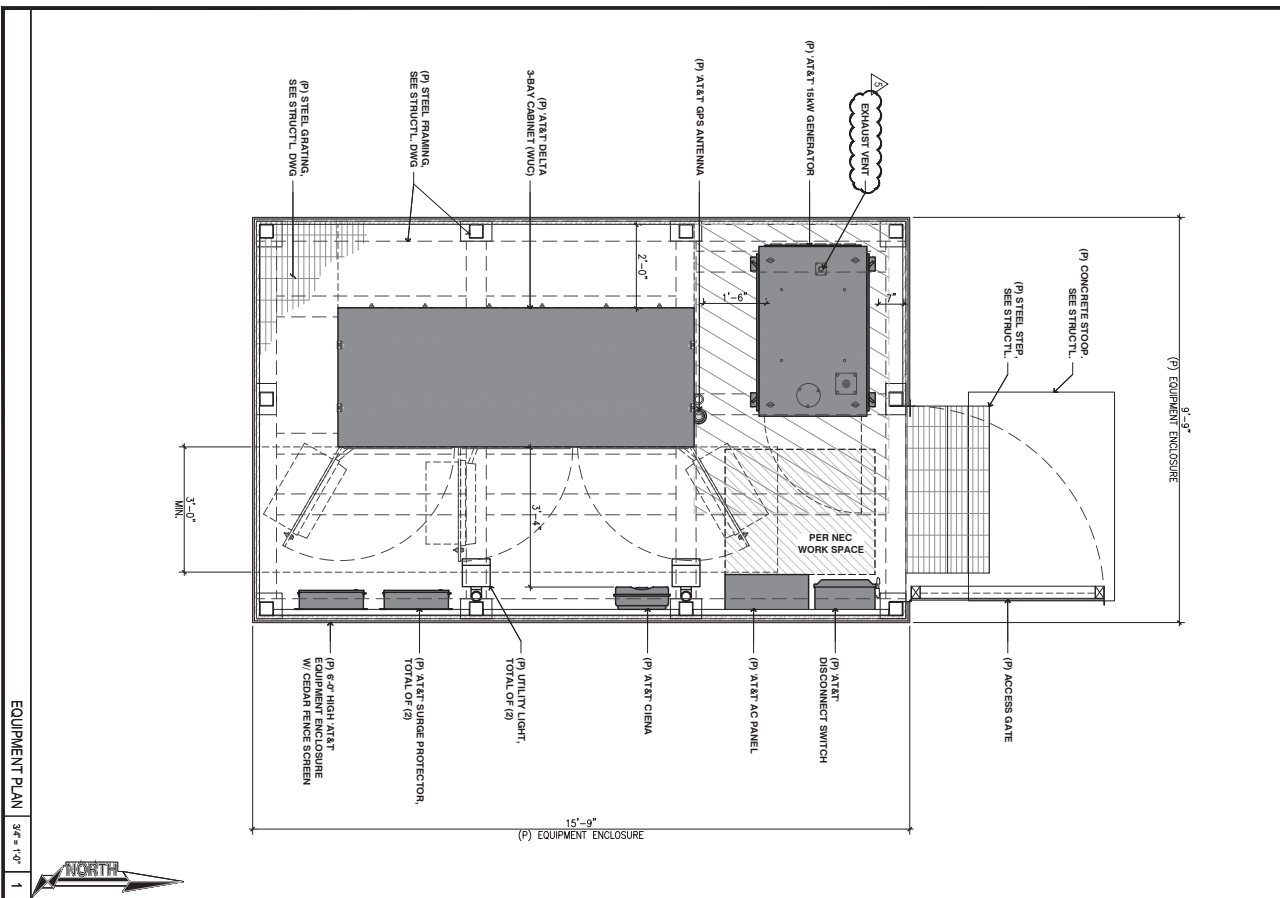 (P) STEEL GRATING,
SEE STRUCT'L. DWG
(P) STEEL FRAMING,
SEE STRUCT'L. DWG
(P) 'AT&T' DELTA
3-BAY CABINET (WUC)
(P) 'AT&T' GPS ANTENNA
(P) 'AT&T' 15kW GENERATOR
EXHAUST VENT
5
(P) CONCRETE STOOP,
SEE STRUCT'L.
(P) STEEL STEP,
SEE STRUCT'L.
9'-9"
(P) EQUIPMENT ENCLOSURE
2'-0"
1'-6"
7"
3'-0"
MIN.
3'-4"
PER NEC
WORK SPACE
(P) 6'-0" HIGH 'AT&T'
EQUIPMENT ENCLOSURE
W/ CEDAR FENCE SCREEN
(P) 'AT&T' SURGE PROTECTOR,
TOTAL OF (2)
(P) UTILITY LIGHT,
TOTAL OF (2)
(P) 'AT&T' CIENA
(P) 'AT&T' AC PANEL
(P) 'AT&T'
DISCONNECT SWITCH
(P) ACCESS GATE
15'-9"
(P) EQUIPMENT ENCLOSURE
EQUIPMENT PLAN
3/4" = 1'-0"
1
NORTH